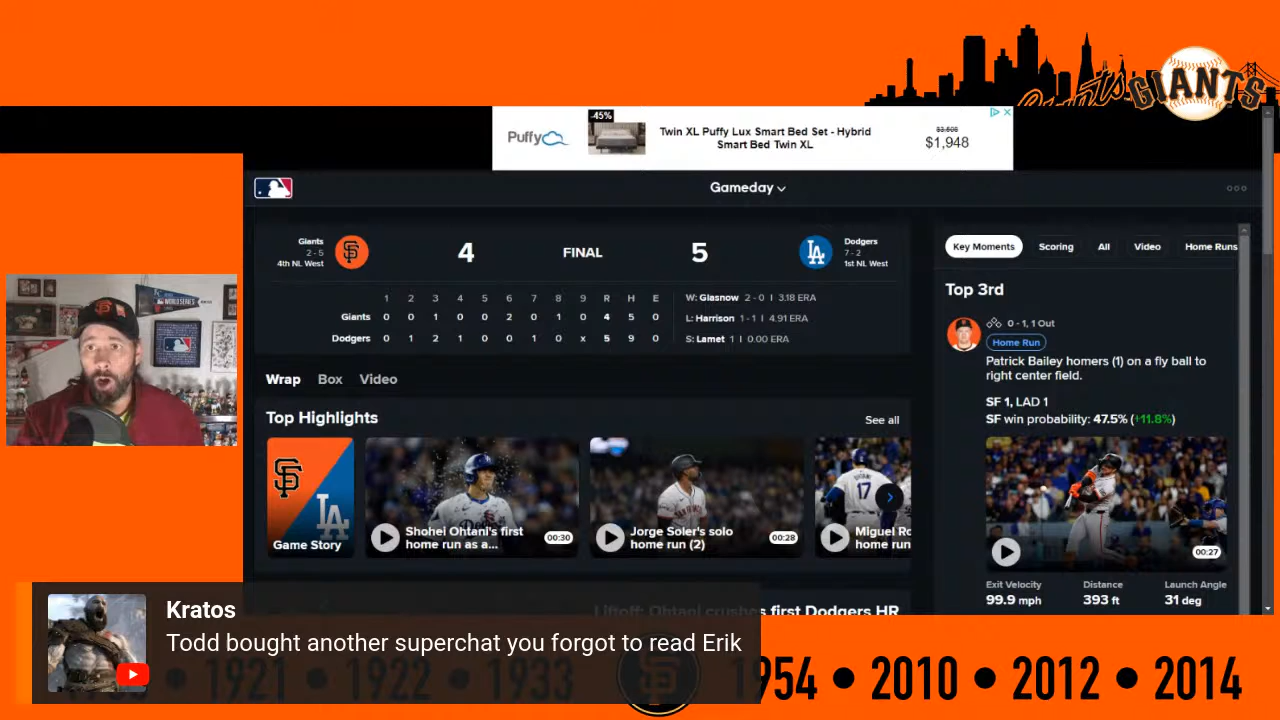 GIANTS
-45%
Puffy
Twin XL Puffy Lux Smart Bed Set - Hybrid
Smart Bed Twin XL
$1,948
Gameday
Giants
2 - 5
4th NL West
4
FINAL
5
Dodgers
7 - 2
1st NL West
1 2 3 4 5 6 7 8 9 R H E
Giants 0 0 1 0 0 2 0 1 0 4 5 0
Dodgers 0 1 2 1 0 0 1 0 x 5 9 0
W: Glasnow 2 - 0 | 3.18 ERA
L: Harrison 1 - 1 | 4.91 ERA
S: Lamet 1 | 0.00 ERA
Wrap Box Video
Top Highlights
See all
Game Story
Shohei Ohtani's first
home run as a...
00:30
Jorge Soler's solo
home run (2)
00:28
17
Miguel Ro
home run
Key Moments Scoring All Video Home Runs
Top 3rd
0 - 1, 1 Out
Home Run
Patrick Bailey homers (1) on a fly ball to
right center field.
SF 1, LAD 1
SF win probability: 47.5% (+11.8%)
00:27
Exit Velocity Distance Launch Angle
99.9 mph 393 ft 31 deg
Liftoff: Ohtani crushes first Dodgers HR
Kratos
Todd bought another superchat you forgot to read Erik
1921 • 1922 • 1933 1954 • 2010 • 2012 • 2014